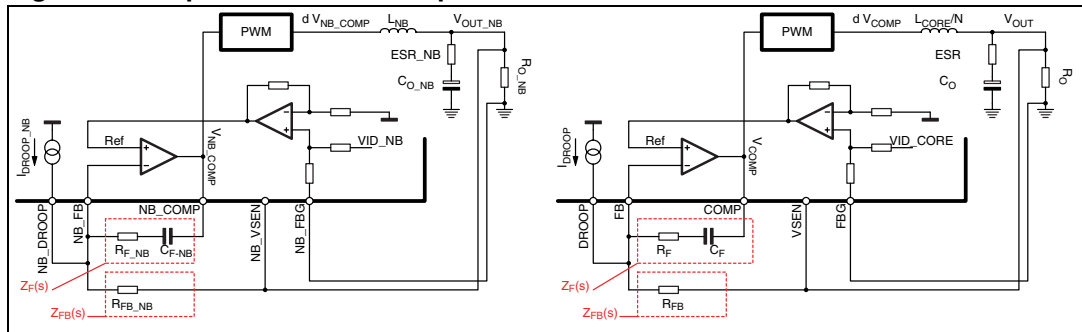 PWM
d V_NB_COMP
L_NB
V_OUT_NB
ESR_NB
C_O_NB
R_O_NB
V_NB_COMP
Ref
VID_NB
I_DROOP_NB
NB_DROOP
NB_FB
NB_COMP
NB_VSEN
NB_FBG
R_F_NB
C_F-NB
Z_F(s)
R_FB_NB
Z_FB(s)
PWM
d V_COMP
L_CORE/N
V_OUT
ESR
C_O
R_O
V_COMP
Ref
VID_CORE
I_DROOP
DROOP
FB
COMP
VSEN
FBG
R_F
C_F
Z_F(s)
R_FB
Z_FB(s)